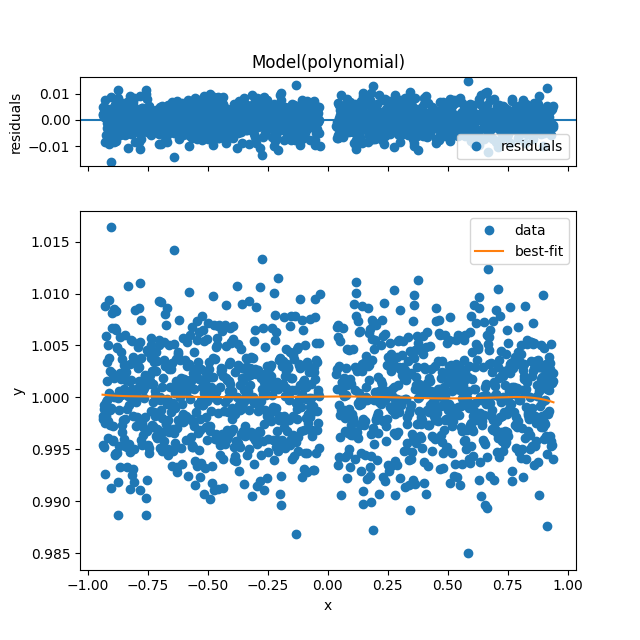 Model(polynomial)
residuals
0.01
0.00
−0.01
residuals
y
1.015
1.010
1.005
1.000
0.995
0.990
0.985
data
best-fit
−1.00 −0.75 −0.50 −0.25 0.00 0.25 0.50 0.75 1.00
x